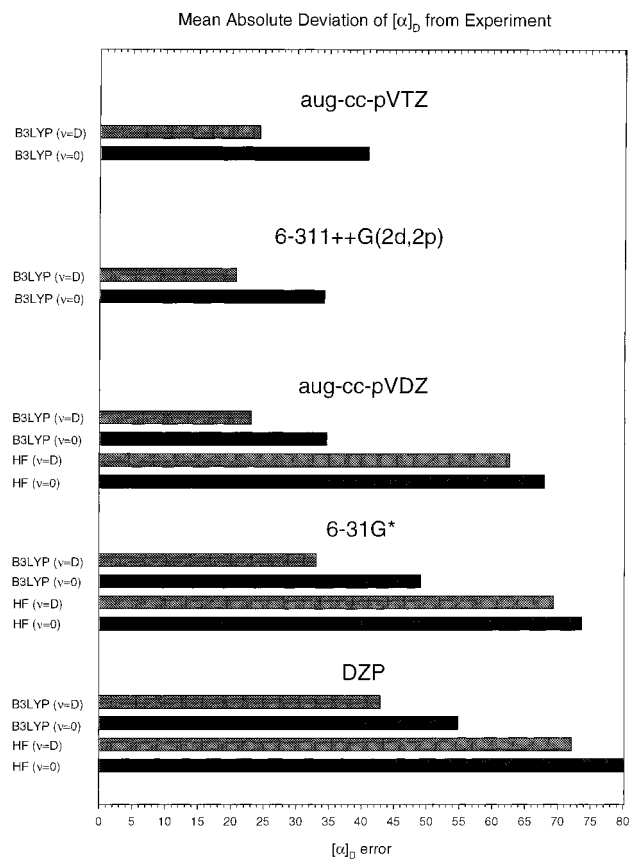 Mean Absolute Deviation of [α]D from Experiment
aug-cc-pVTZ
B3LYP (ν=D)
B3LYP (ν=0)
6-311++G(2d,2p)
B3LYP (ν=D)
B3LYP (ν=0)
aug-cc-pVDZ
B3LYP (ν=D)
B3LYP (ν=0)
HF (ν=D)
HF (ν=0)
6-31G*
B3LYP (ν=D)
B3LYP (ν=0)
HF (ν=D)
HF (ν=0)
DZP
B3LYP (ν=D)
B3LYP (ν=0)
HF (ν=D)
HF (ν=0)
0 5 10 15 20 25 30 35 40 45 50 55 60 65 70 75 80
[α]D error